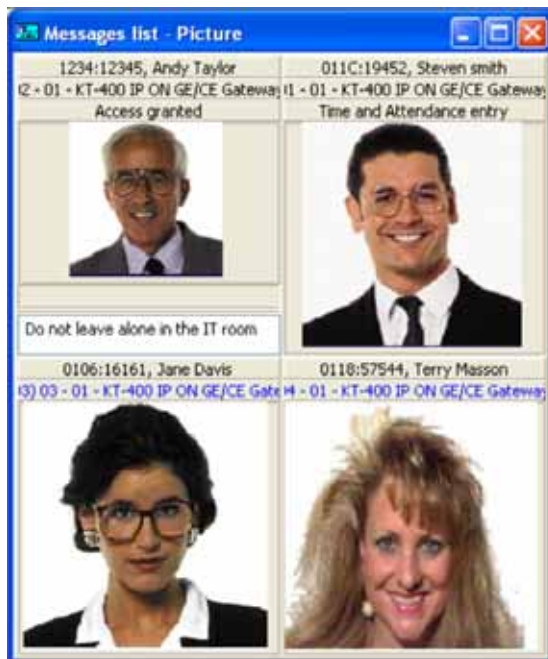 Messages list - Picture
1234:12345, Andy Taylor
2 - 01 - KT-400 IP ON GE/CE Gateway
Access granted
Do not leave alone in the IT room
011C:19452, Steven smith
- 01 - KT-400 IP ON GE/CE Gateway
Time and Attendance entry
0106:16161, Jane Davis
3) 03 - 01 - KT-400 IP ON GE/CE Gate
0118:57544, Terry Masson
4 - 01 - KT-400 IP ON GE/CE Gateway